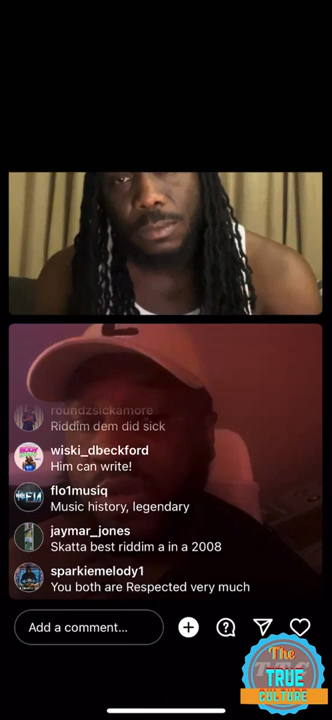 roundzsickamore
Riddim dem did sick
wiski_dbeckford
Him can write!
flo1musiq
Music history, legendary
jaymar_jones
Skatta best riddim a in a 2008
sparkiemelody1
You both are Respected very much
Add a comment...
The
TRUE
CULTURE